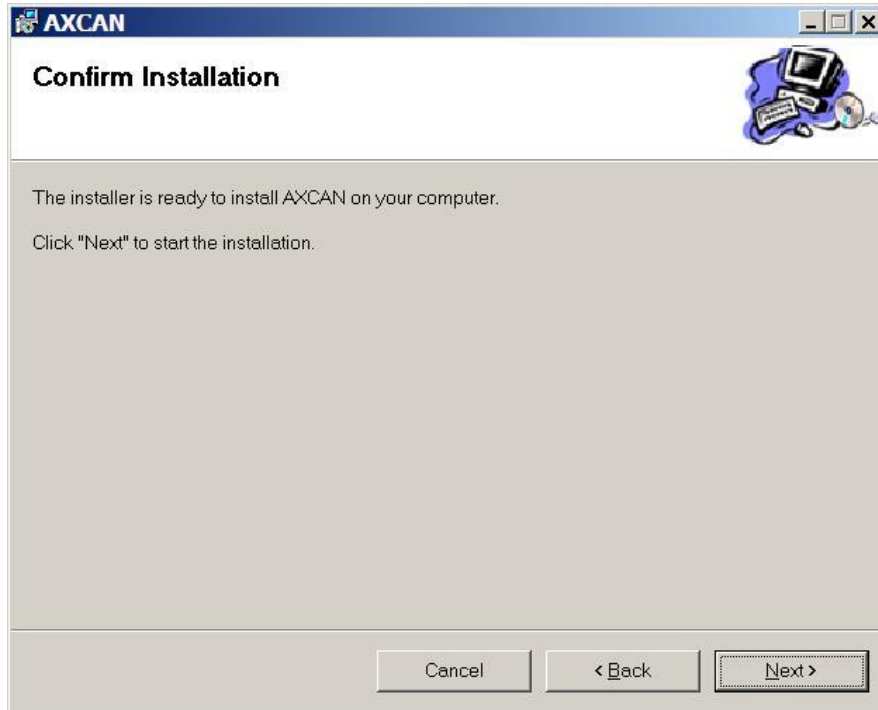 AXCAN
Confirm Installation
The installer is ready to install AXCAN on your computer.
Click "Next" to start the installation.
Cancel
< Back
Next >